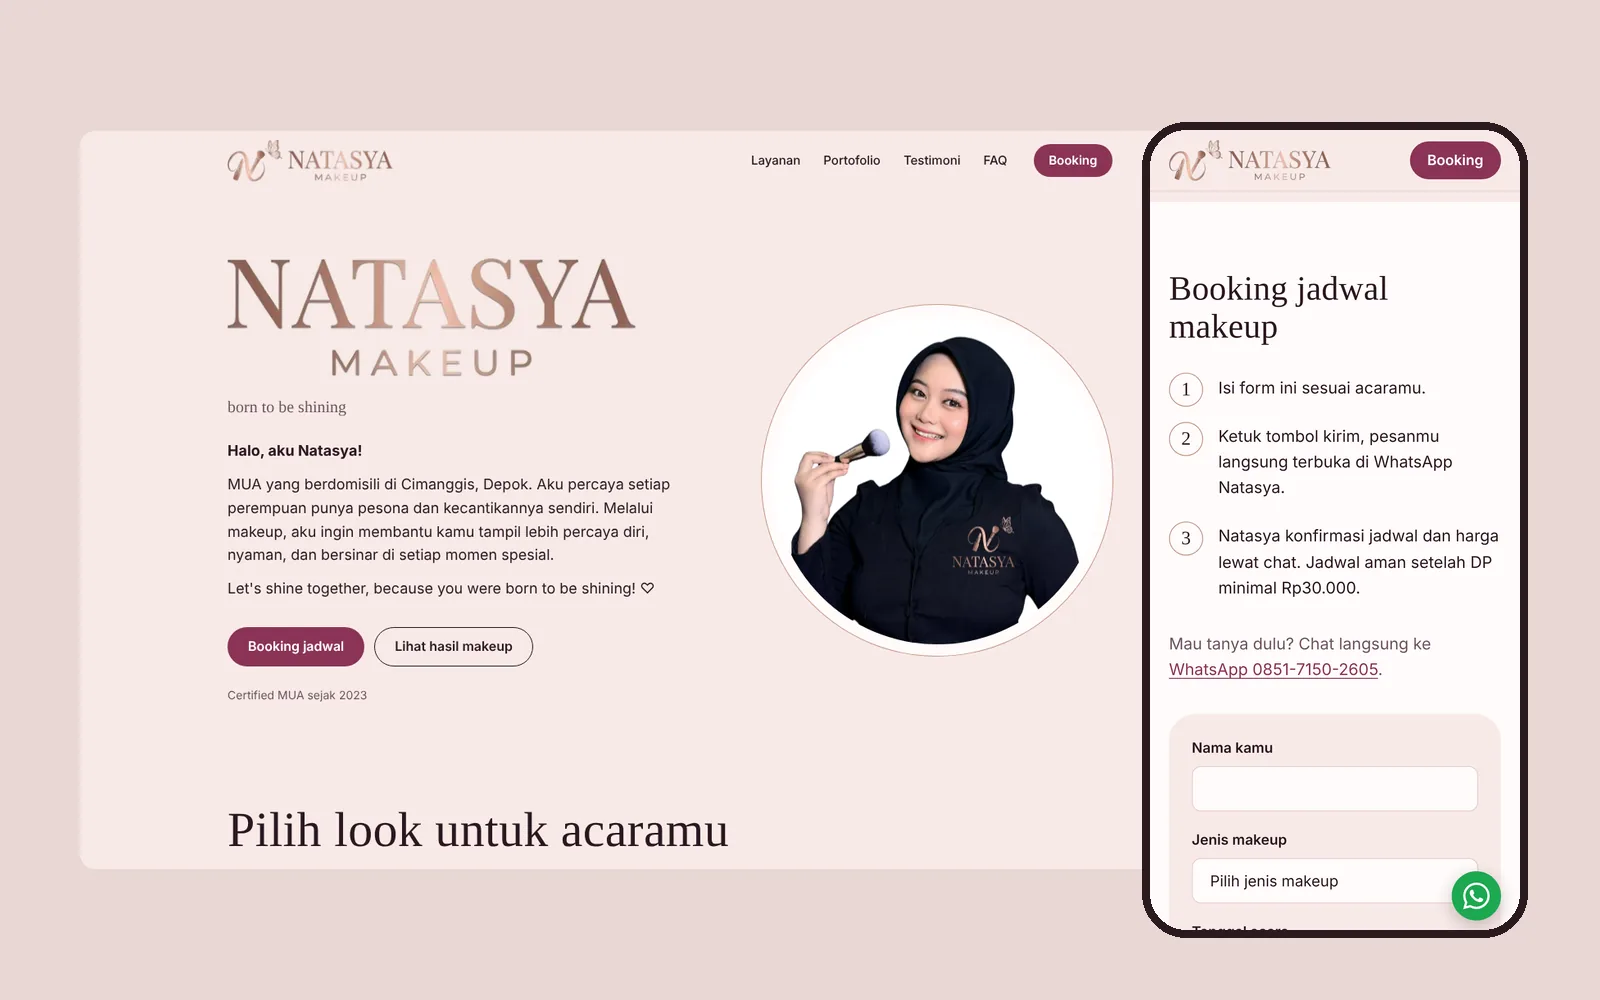 NATASYA
MAKEUP
Layanan
Portofolio
Testimoni
FAQ
Booking
NATASYA
MAKEUP
born to be shining
Halo, aku Natasya!
MUA yang berdomisili di Cimanggis, Depok. Aku percaya setiap
perempuan punya pesona dan kecantikannya sendiri. Melalui
makeup, aku ingin membantu kamu tampil lebih percaya diri,
nyaman, dan bersinar di setiap momen spesial.
Let's shine together, because you were born to be shining! ♡
Booking jadwal
Lihat hasil makeup
Certified MUA sejak 2023
NATASYA
MAKEUP
Pilih look untuk acaramu
NATASYA
MAKEUP
Booking
Booking jadwal
makeup
1 Isi form ini sesuai acaramu.
2 Ketuk tombol kirim, pesanmu
langsung terbuka di WhatsApp
Natasya.
3 Natasya konfirmasi jadwal dan harga
lewat chat. Jadwal aman setelah DP
minimal Rp30.000.
Mau tanya dulu? Chat langsung ke
WhatsApp 0851-7150-2605.
Nama kamu
Jenis makeup
Pilih jenis makeup